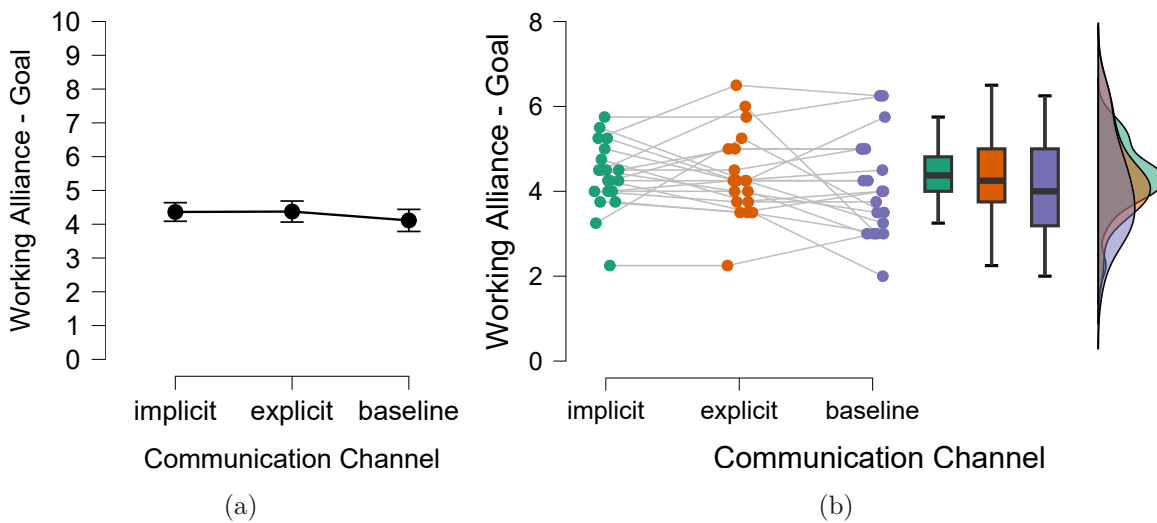 10
9
8
7
6
5
4
3
2
1
0
Working Alliance - Goal
implicit explicit baseline
Communication Channel
(a)
8
6
4
2
0
Working Alliance - Goal
implicit explicit baseline
Communication Channel
(b)